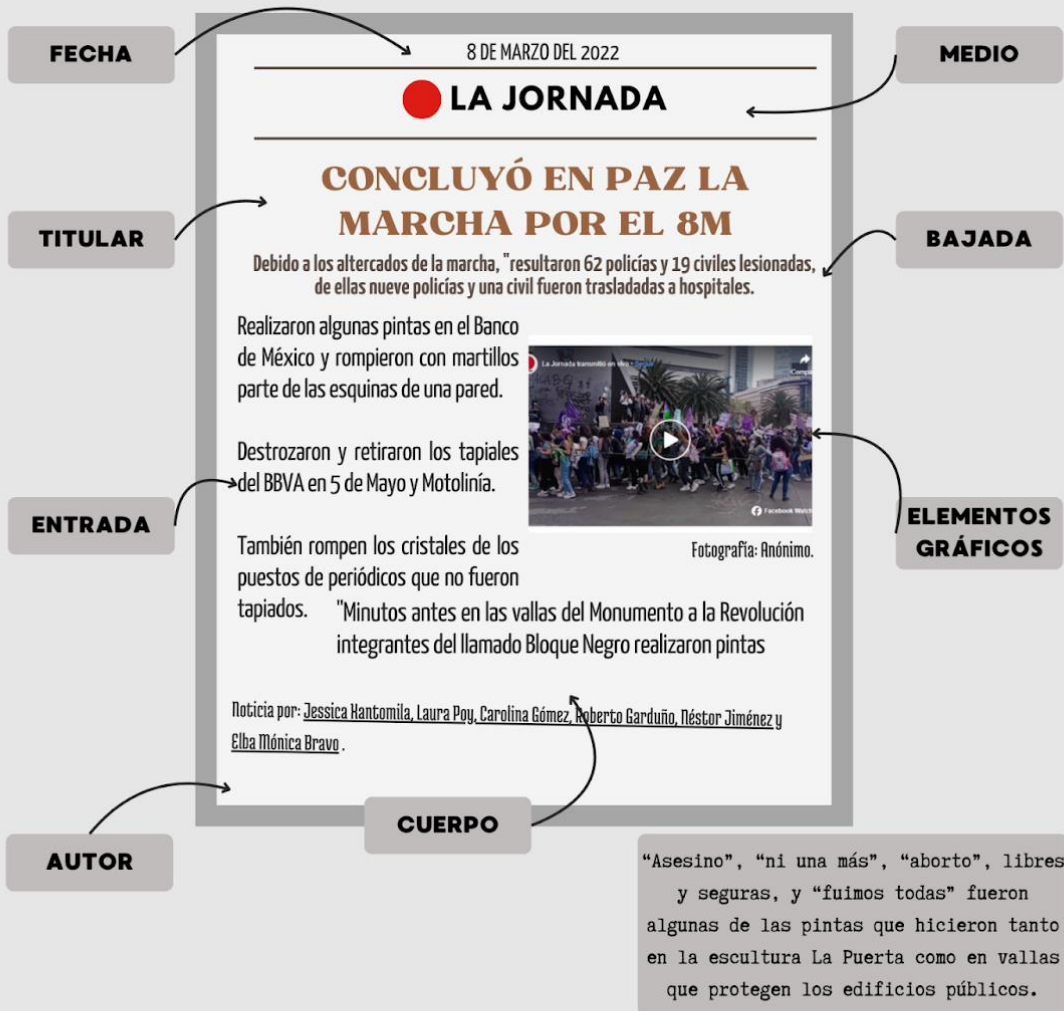 FECHA
8 DE MARZO DEL 2022
MEDIO
LA JORNADA
TITULAR
CONCLUYÓ EN PAZ LA
MARCHA POR EL 8M
BAJADA
Debido a los altercados de la marcha, "resultaron 62 policías y 19 civiles lesionadas,
de ellas nueve policías y una civil fueron trasladadas a hospitales.
Realizaron algunas pintas en el Banco
de México y rompieron con martillos
parte de las esquinas de una pared.
Destrozaron y retiraron los tapiales
del BBVA en 5 de Mayo y Motolinía.
También rompen los cristales de los
puestos de periódicos que no fueron
tapiados.
ENTRADA
La Jornada transmitió en vivo
Facebook Watch
ELEMENTOS
GRÁFICOS
Fotografía: Anónimo.
"Minutos antes en las vallas del Monumento a la Revolución
integrantes del llamado Bloque Negro realizaron pintas
Noticia por: Jessica Xantomila, Laura Poy, Carolina Gómez, Roberto Garduño, Néstor Jiménez y
Elba Mónica Bravo .
CUERPO
AUTOR
“Asesino”, “ni una más”, “aborto”, libres
y seguras, y “fuimos todas” fueron
algunas de las pintas que hicieron tanto
en la escultura La Puerta como en vallas
que protegen los edificios públicos.